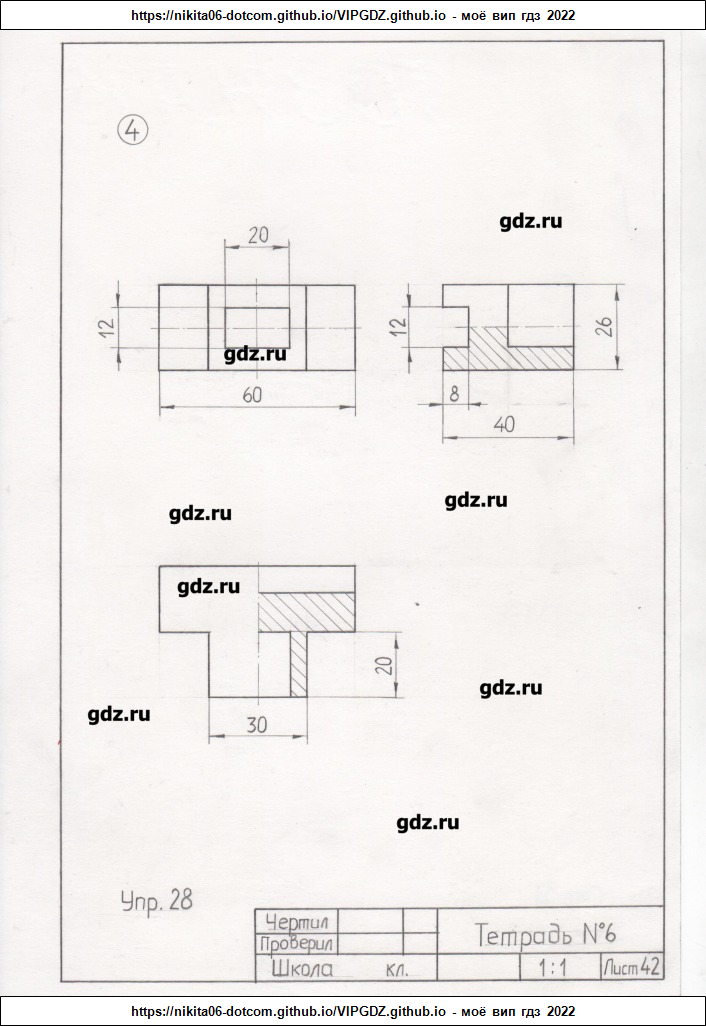 https://nikita06-dotcom.github.io/VIPGDZ.github.io - моё вип гдз 2022
4
gdz.ru
20
12
12
26
gdz.ru
60
8
40
gdz.ru
gdz.ru
gdz.ru
20
gdz.ru
gdz.ru
30
gdz.ru
Упр. 28
Чертил
Проверил
Тетрадь №6
Школа кл.
1:1
Лист 42
https://nikita06-dotcom.github.io/VIPGDZ.github.io - моё вип гдз 2022